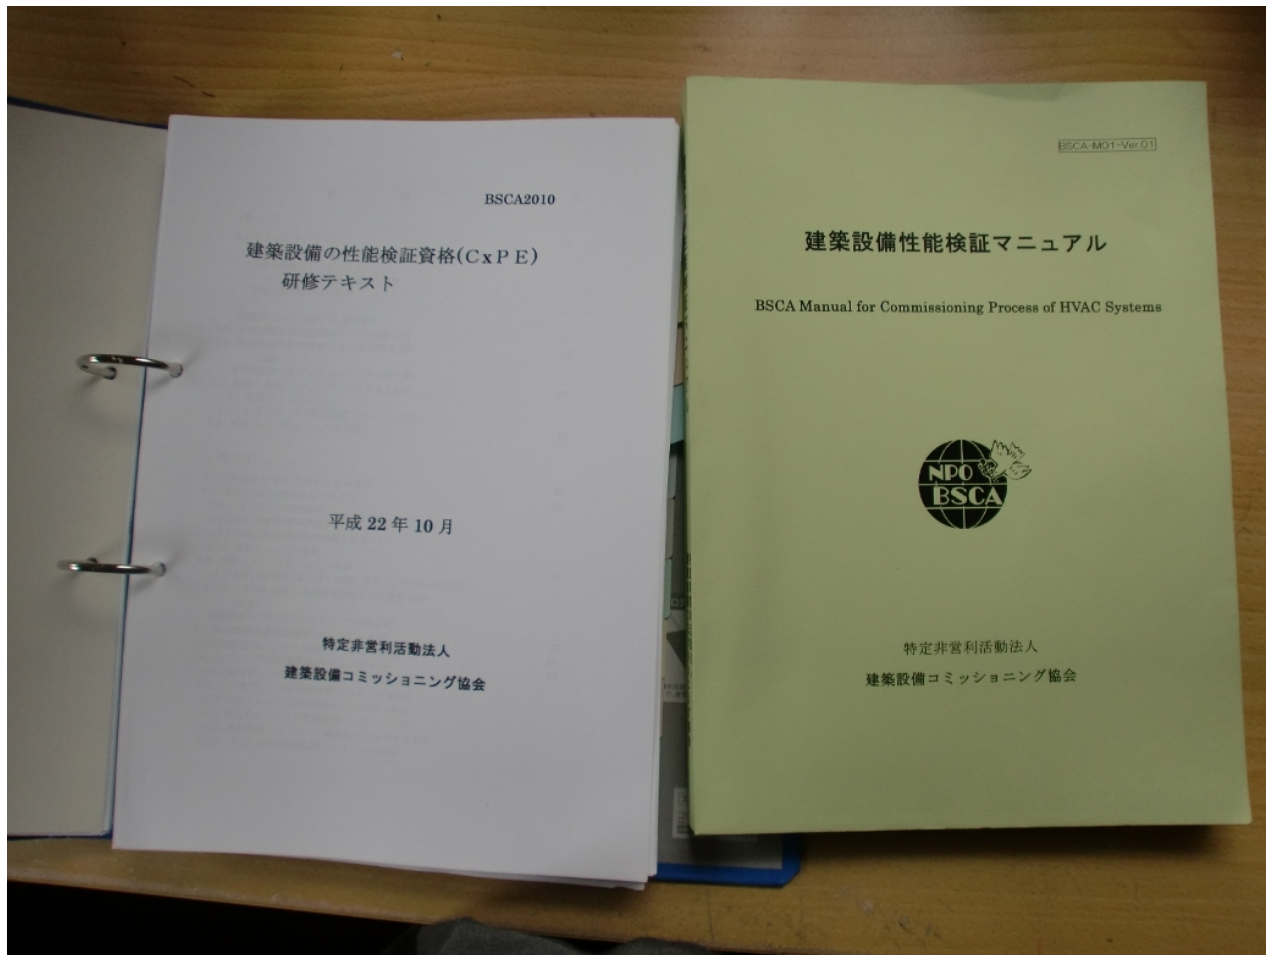 BSCA2010
建築設備の性能検証資格(CxPE)
研修テキスト
平成22年10月
特定非営利活動法人
建築設備コミッショニング協会
BSCA-M01-Ver.01
建築設備性能検証マニュアル
BSCA Manual for Commissioning Process of HVAC Systems
NPO
BSCA
特定非営利活動法人
建築設備コミッショニング協会